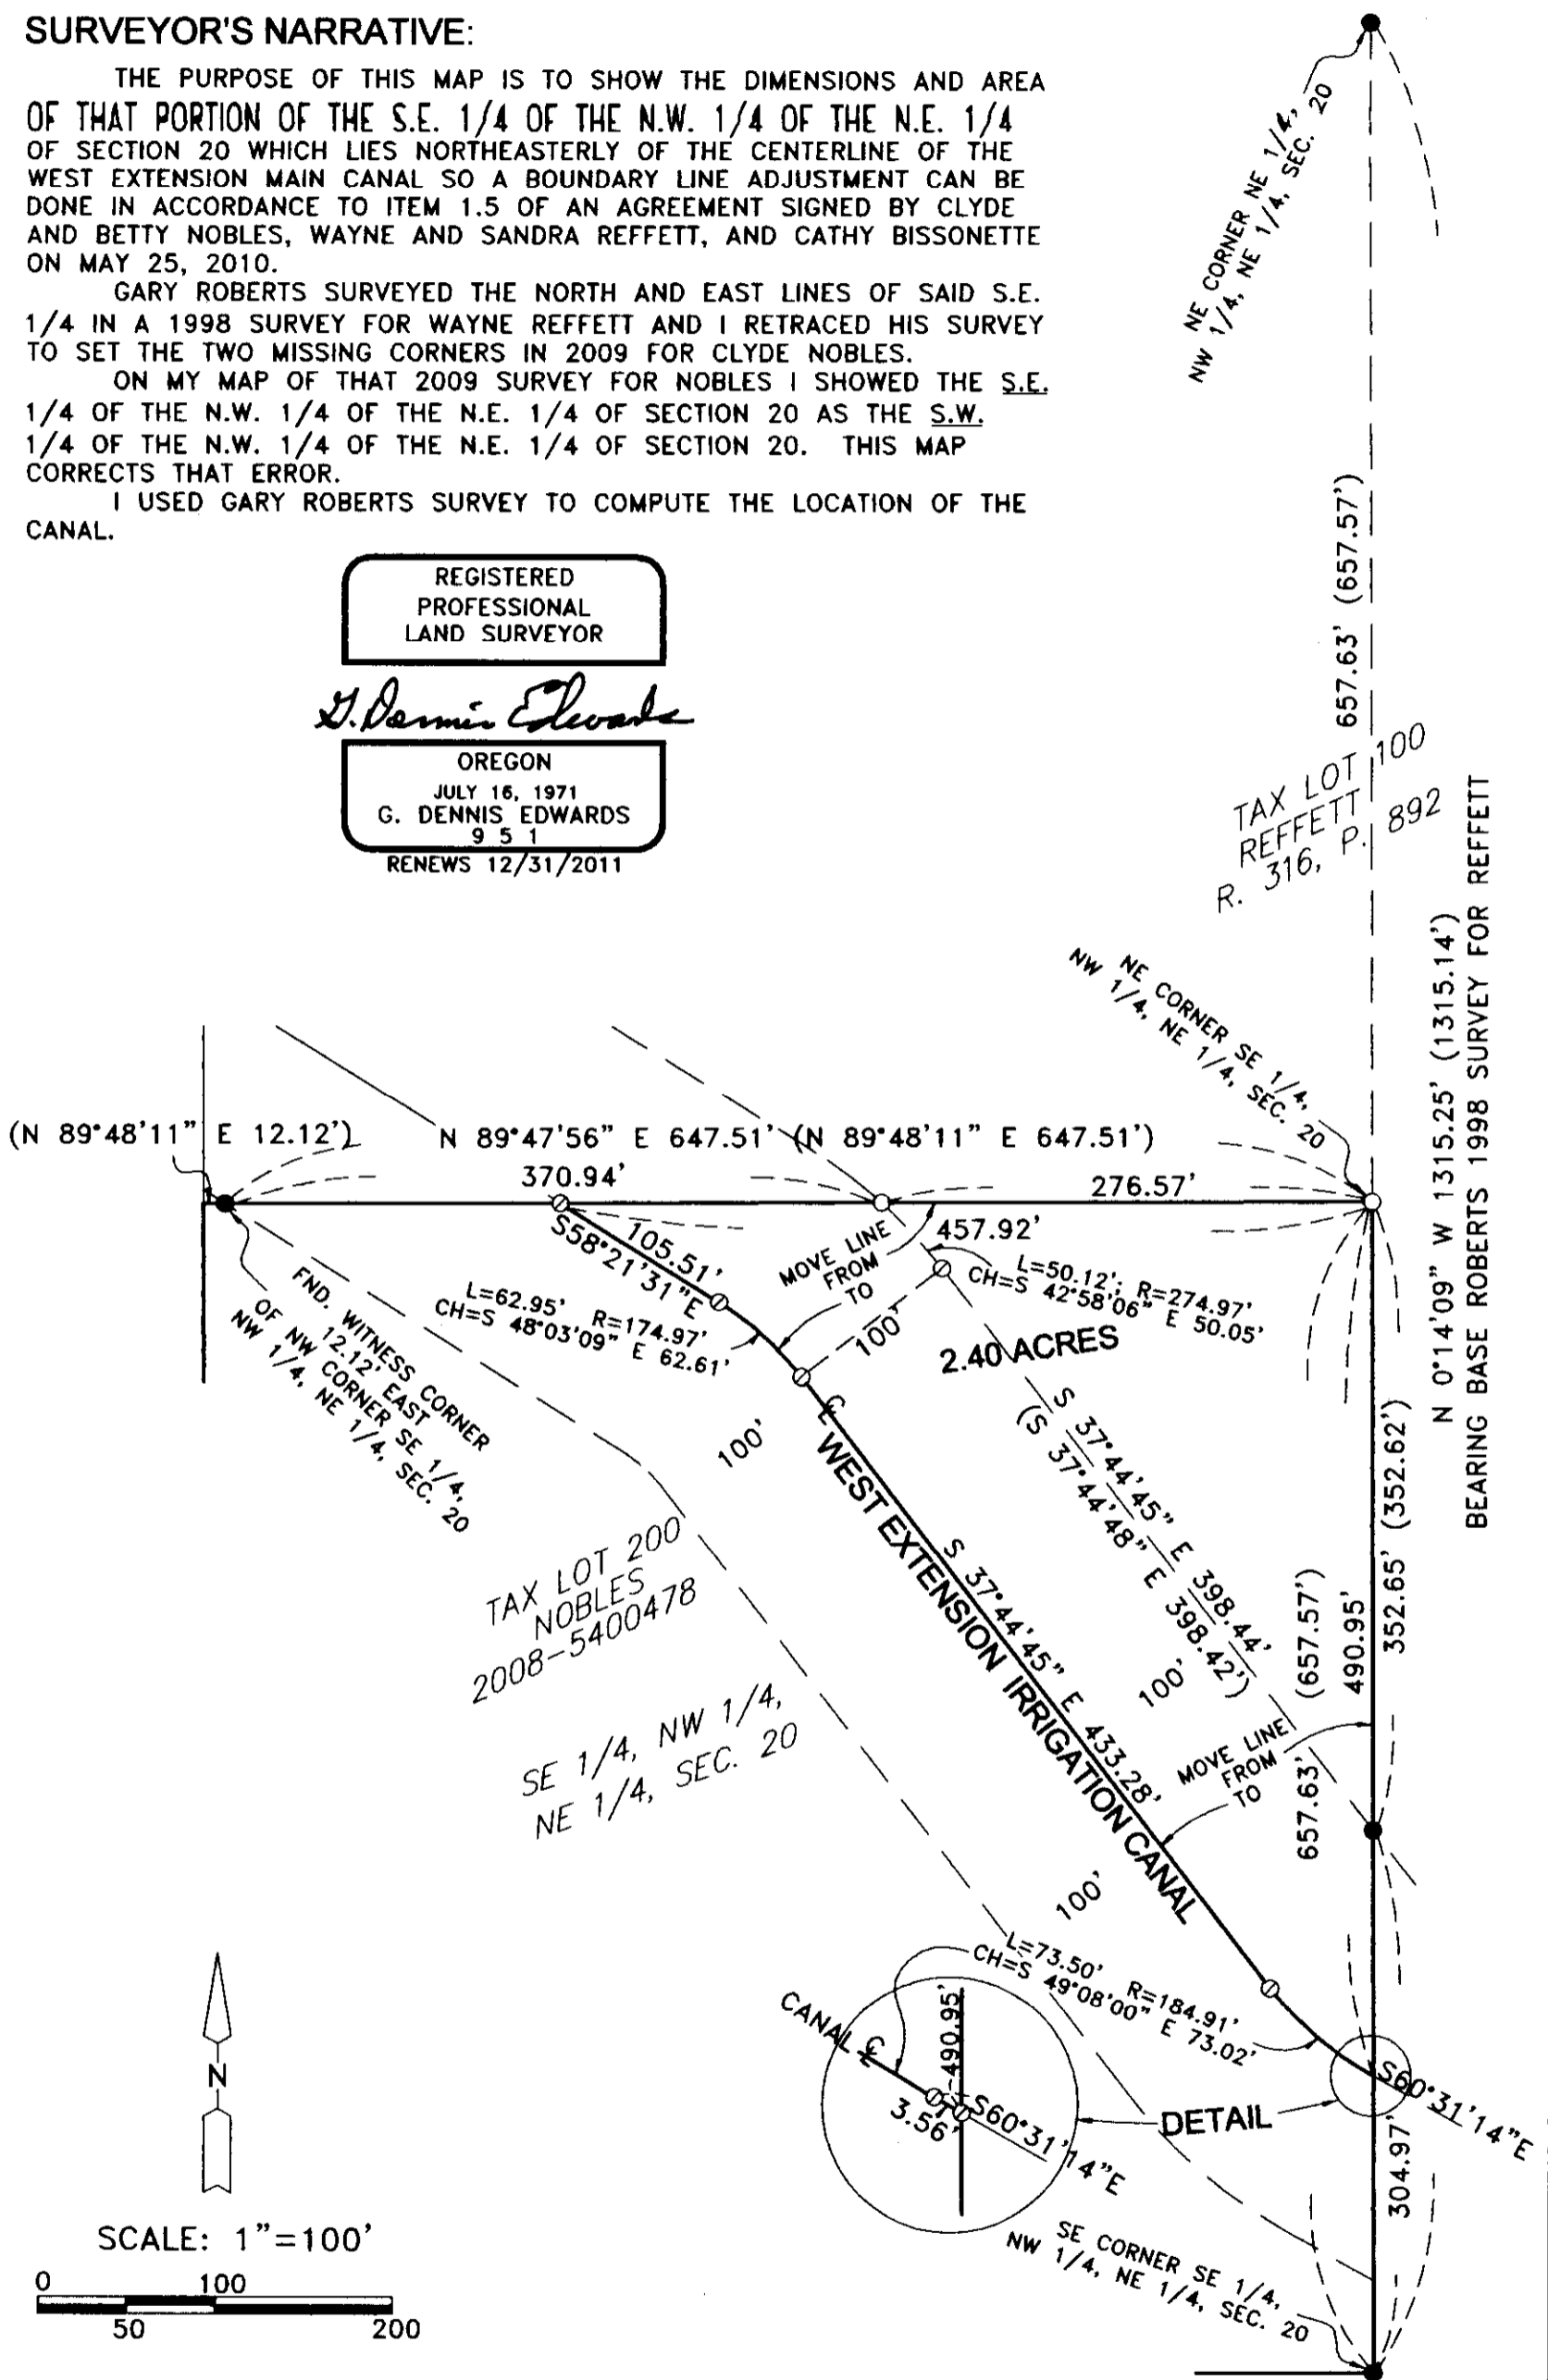 SURVEYOR'S NARRATIVE:
THE PURPOSE OF THIS MAP IS TO SHOW THE DIMENSIONS AND AREA
OF THAT PORTION OF THE S.E. 1/4 OF THE N.W. 1/4 OF THE N.E. 1/4
OF SECTION 20 WHICH LIES NORTHEASTERLY OF THE CENTERLINE OF THE
WEST EXTENSION MAIN CANAL SO A BOUNDARY LINE ADJUSTMENT CAN BE
DONE IN ACCORDANCE TO ITEM 1.5 OF AN AGREEMENT SIGNED BY CLYDE
AND BETTY NOBLES, WAYNE AND SANDRA REFFETT, AND CATHY BISSONETTE
ON MAY 25, 2010.
GARY ROBERTS SURVEYED THE NORTH AND EAST LINES OF SAID S.E.
1/4 IN A 1998 SURVEY FOR WAYNE REFFETT AND I RETRACED HIS SURVEY
TO SET THE TWO MISSING CORNERS IN 2009 FOR CLYDE NOBLES.
ON MY MAP OF THAT 2009 SURVEY FOR NOBLES I SHOWED THE S.E.
1/4 OF THE N.W. 1/4 OF THE N.E. 1/4 OF SECTION 20 AS THE S.W.
1/4 OF THE N.W. 1/4 OF THE N.E. 1/4 OF SECTION 20. THIS MAP
CORRECTS THAT ERROR.
I USED GARY ROBERTS SURVEY TO COMPUTE THE LOCATION OF THE
CANAL.
REGISTERED
PROFESSIONAL
LAND SURVEYOR
G. Dennis Edwards
OREGON
JULY 16, 1971
G. DENNIS EDWARDS
9 5 1
RENEWS 12/31/2011
NE CORNER NE 1/4,
NW 1/4, NE 1/4, SEC. 20
657.63' (657.57')
TAX LOT 100
REFFETT
R. 316, P. 892
N 0°14'09" W 1315.25' (1315.14')
BEARING BASE ROBERTS 1998 SURVEY FOR REFFETT
NE CORNER SE 1/4,
NW 1/4, NE 1/4, SEC. 20
(N 89°48'11" E 12.12')
N 89°47'56" E 647.51' (N 89°48'11" E 647.51')
370.94'
276.57'
457.92'
105.51'
S58°21'31"E
MOVE LINE
FROM
TO
L=50.12'; R=274.97'
CH=S 42°58'06" E 50.05'
L=62.95' R=174.97'
CH=S 48°03'09" E 62.61'
100'
2.40 ACRES
FND. WITNESS CORNER
12.12' EAST
OF NW CORNER SE 1/4,
NW 1/4, NE 1/4, SEC. 20
100'
S 37°44'45" E 398.44'
(S 37°44'48" E 398.42')
352.65' (352.62')
℄ WEST EXTENSION IRRIGATION CANAL
S 37°44'45" E 433.28'
TAX LOT 200
NOBLES
2008-5400478
SE 1/4, NW 1/4,
NE 1/4, SEC. 20
100'
(657.57')
657.63'
490.95'
MOVE LINE
FROM
TO
100'
L=73.50' R=184.91'
CH=S 49°08'00" E 73.02'
CANAL ℄
490.95'
3.56'
S60°31'14"E
DETAIL
S60°31'14"E
304.97'
SE CORNER SE 1/4,
NW 1/4, NE 1/4, SEC. 20
N
SCALE: 1"=100'
0 100
50 200